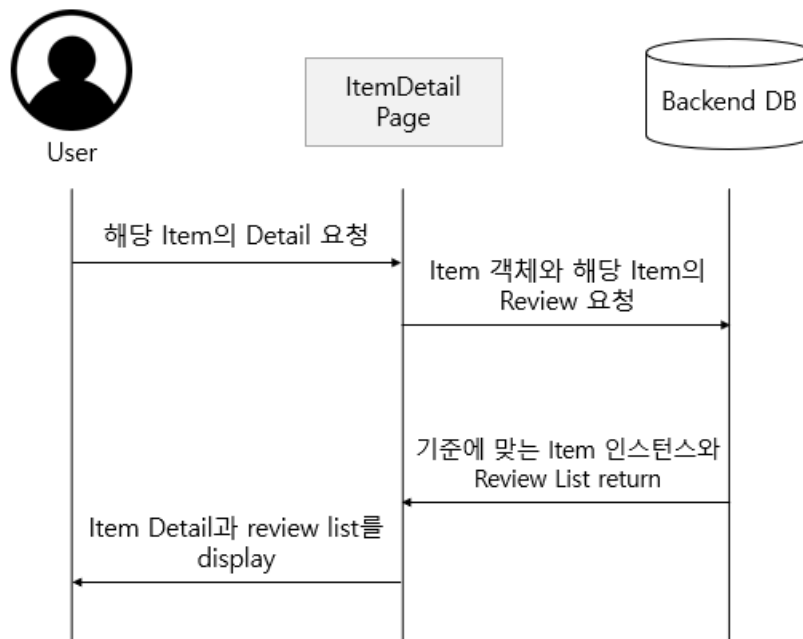 User
ItemDetail
Page
Backend DB
해당 Item의 Detail 요청
Item 객체와 해당 Item의
Review 요청
기준에 맞는 Item 인스턴스와
Review List return
Item Detail과 review list를
display